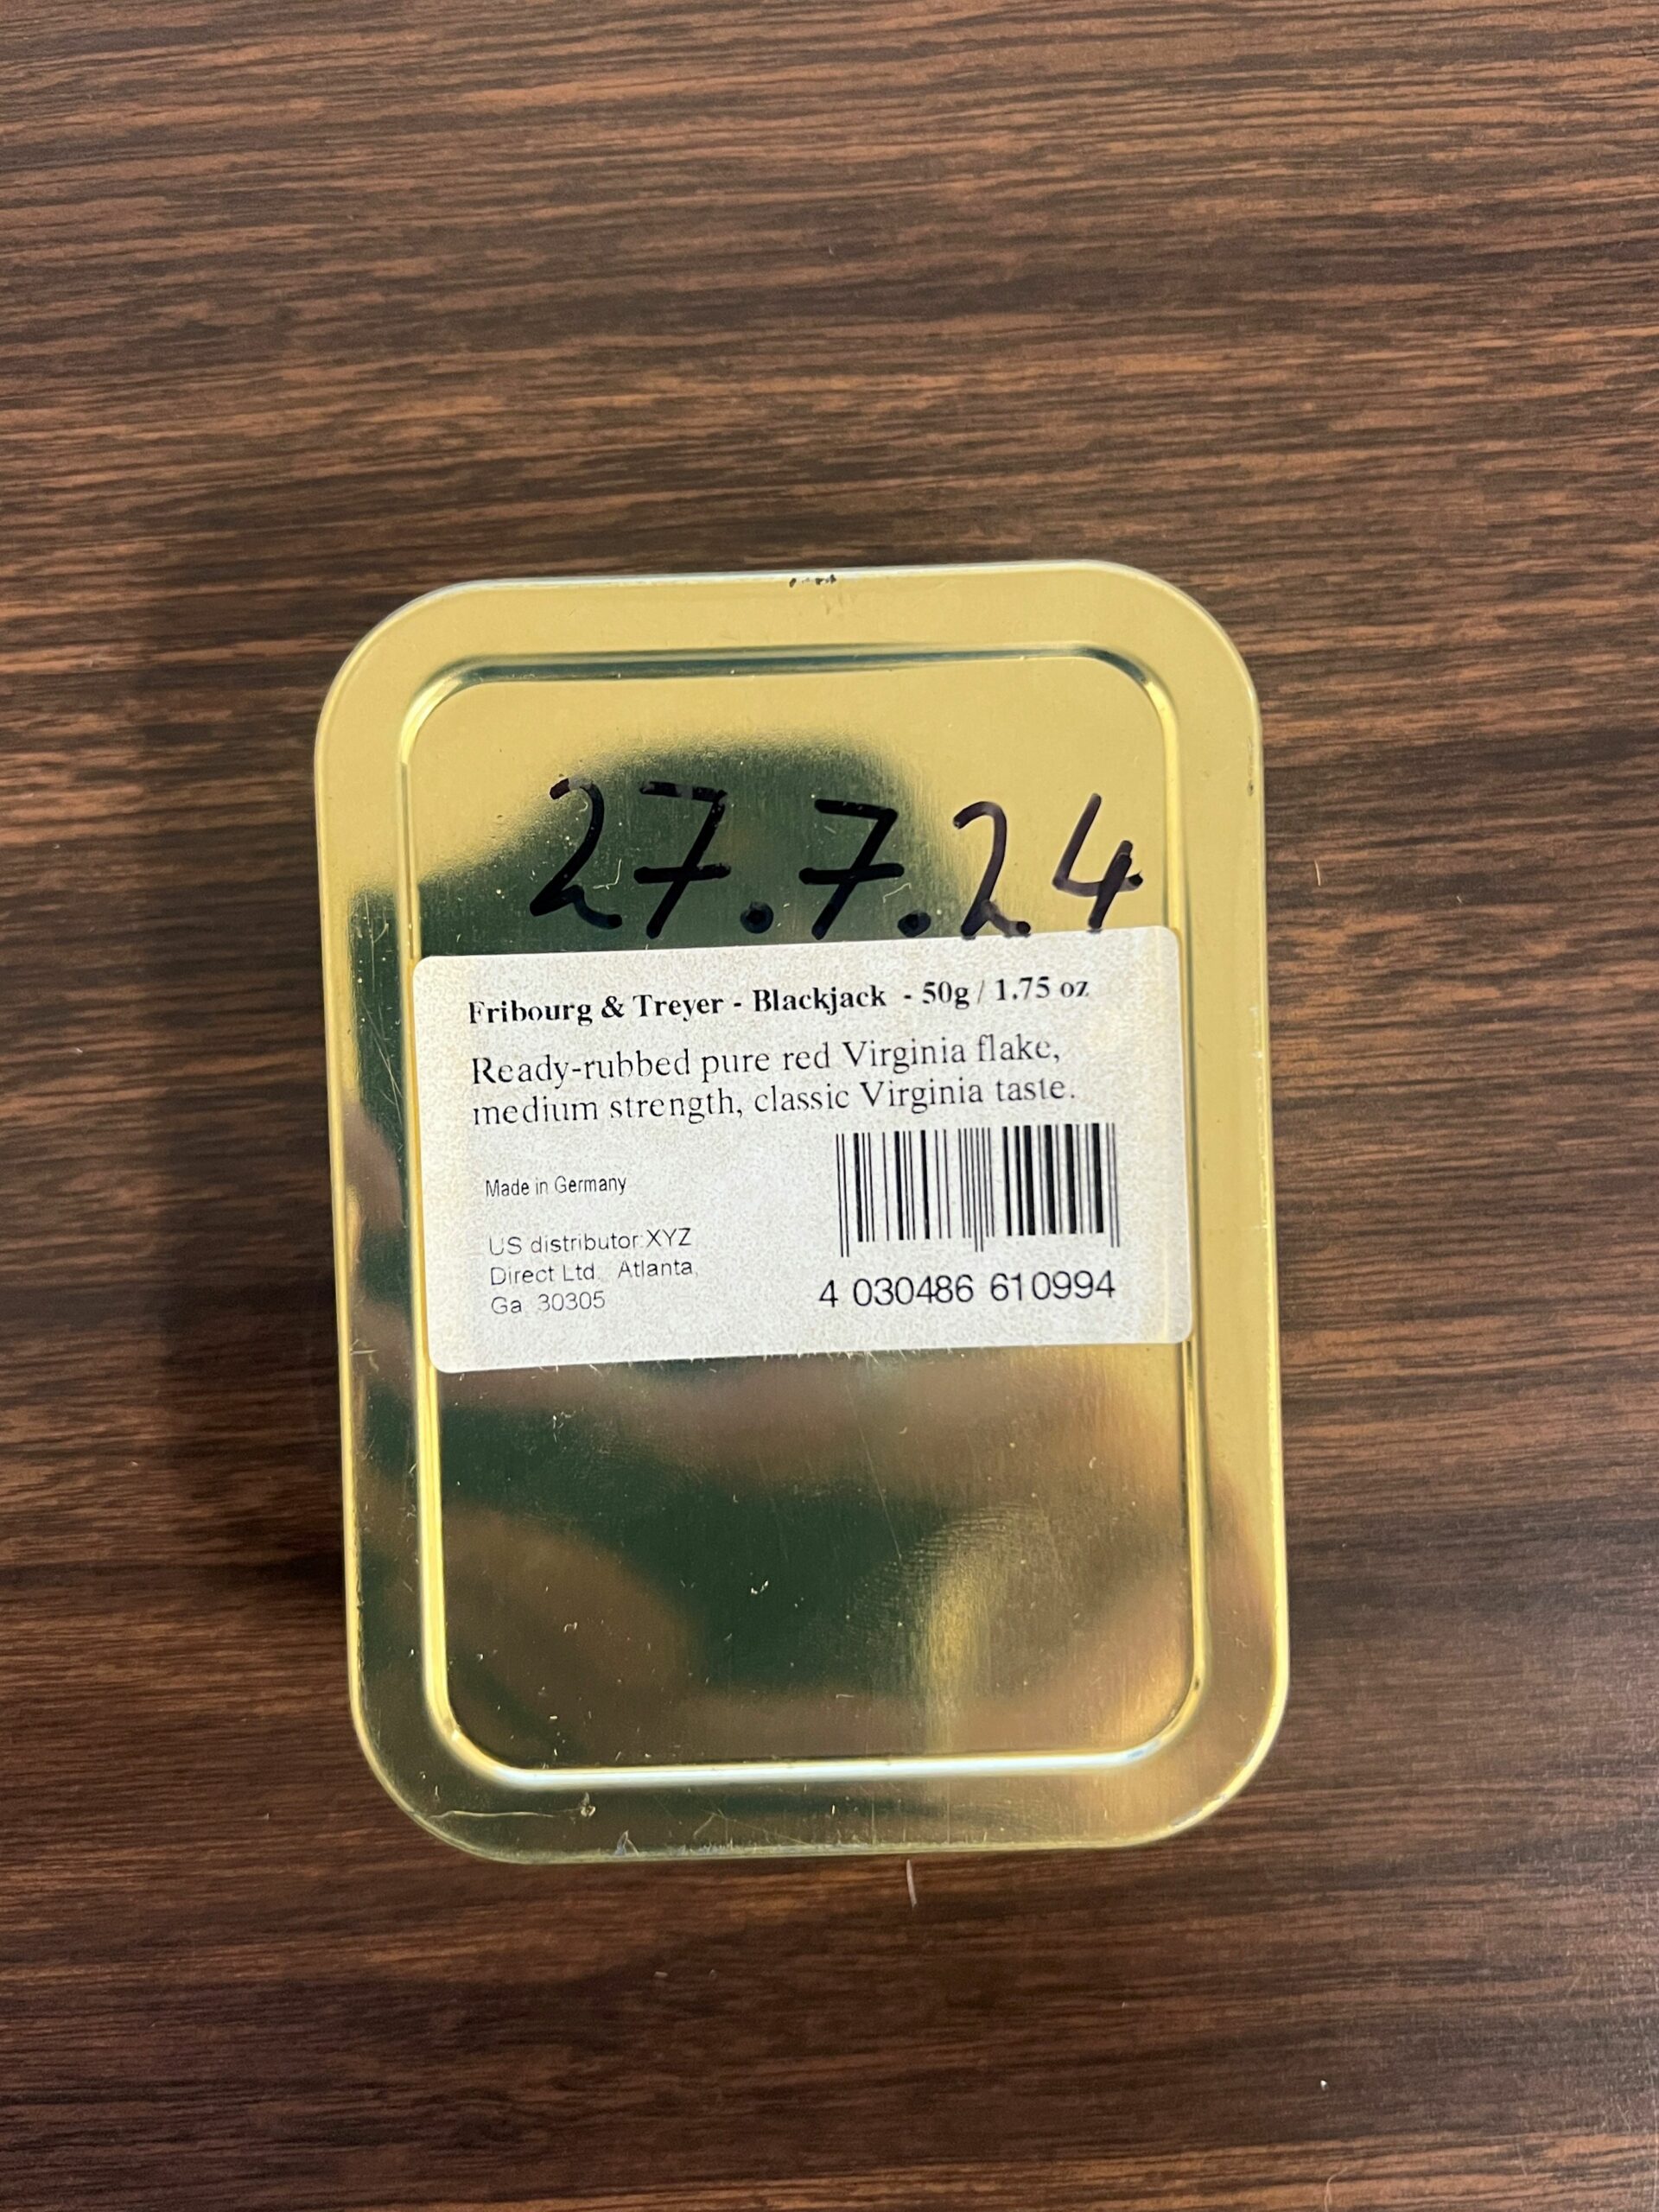 27.7.24
Fribourg & Treyer - Blackjack - 50g / 1.75 oz
Ready-rubbed pure red Virginia flake,
medium strength, classic Virginia taste.
Made in Germany
US distributor:XYZ
Direct Ltd. Atlanta,
Ga 30305
4 030486 610994